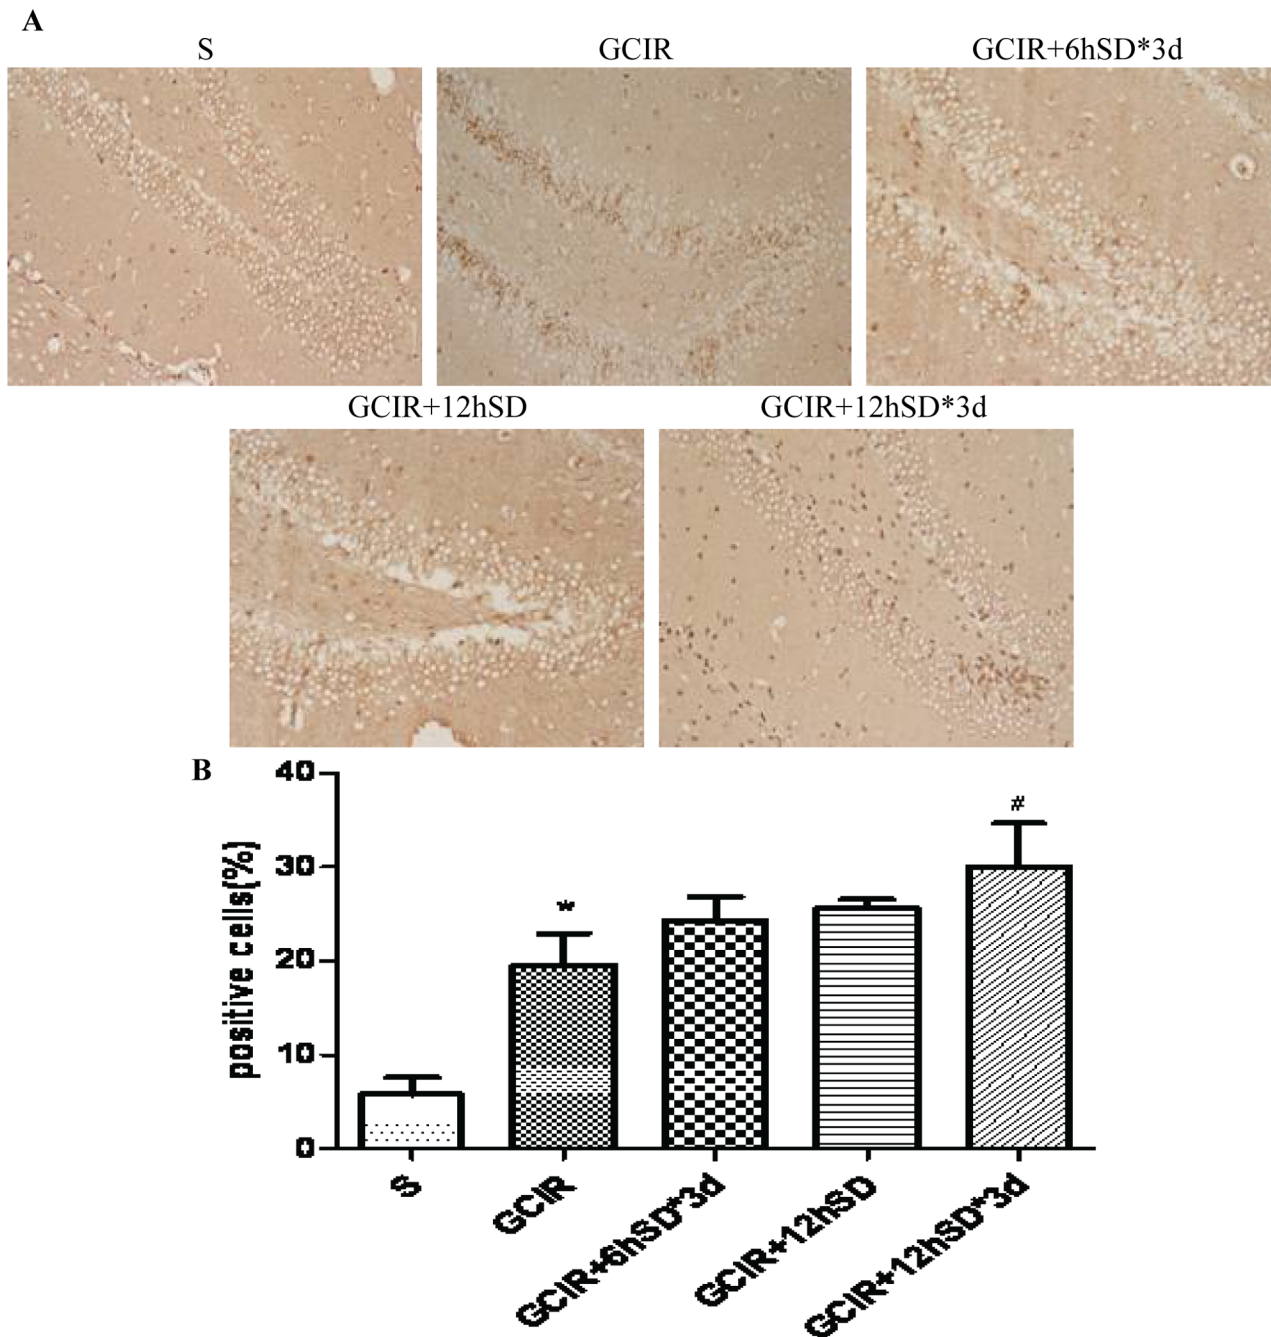 A
S
GCIR
GCIR+6hSD*3d
GCIR+12hSD
GCIR+12hSD*3d
B
positive cells(%)
40
30
20
10
0
*
#
S
GCIR
GCIR+6hSD*3d
GCIR+12hSD
GCIR+12hSD*3d